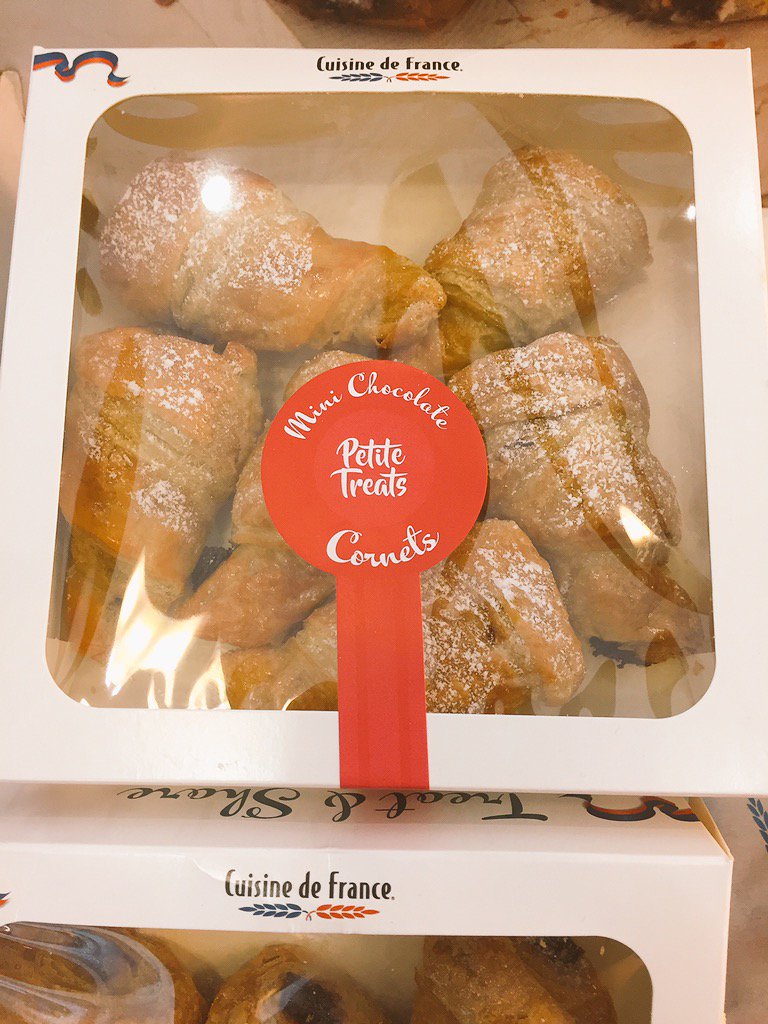 Cuisine de France.
Mini Chocolate
Petite
Treats
Cornets
Treat & Share
Cuisine de France.